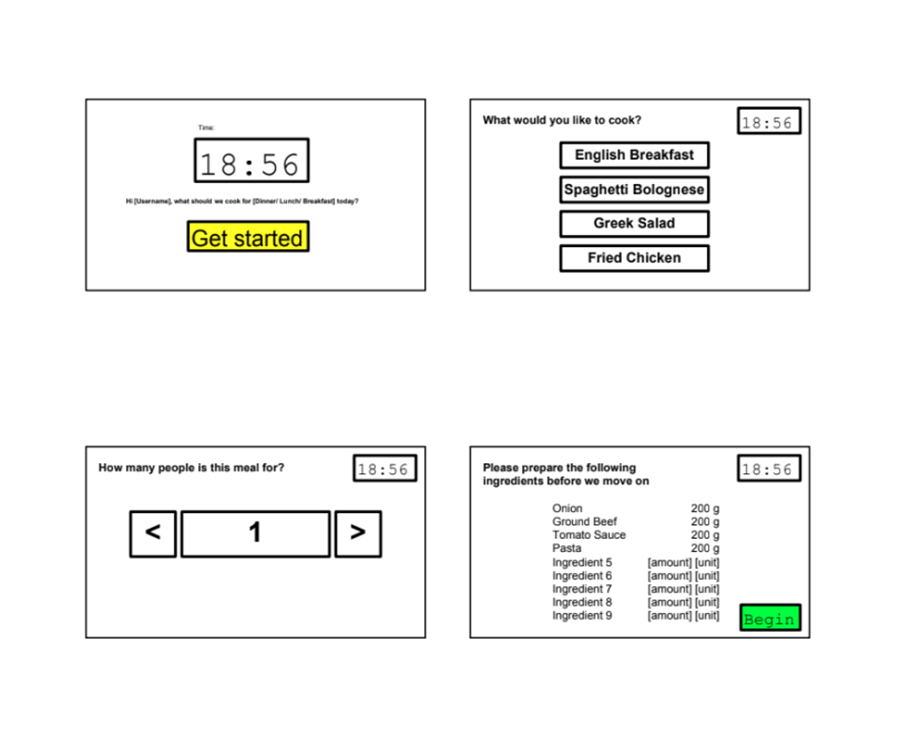 Time:
18:56
Hi [Username], what should we cook for [Dinner/ Lunch/ Breakfast] today?
Get started
What would you like to cook?
18:56
English Breakfast
Spaghetti Bolognese
Greek Salad
Fried Chicken
How many people is this meal for?
18:56
< 1 >
Please prepare the following
ingredients before we move on
18:56
Onion 200 g
Ground Beef 200 g
Tomato Sauce 200 g
Pasta 200 g
Ingredient 5 [amount] [unit]
Ingredient 6 [amount] [unit]
Ingredient 7 [amount] [unit]
Ingredient 8 [amount] [unit]
Ingredient 9 [amount] [unit]
Begin